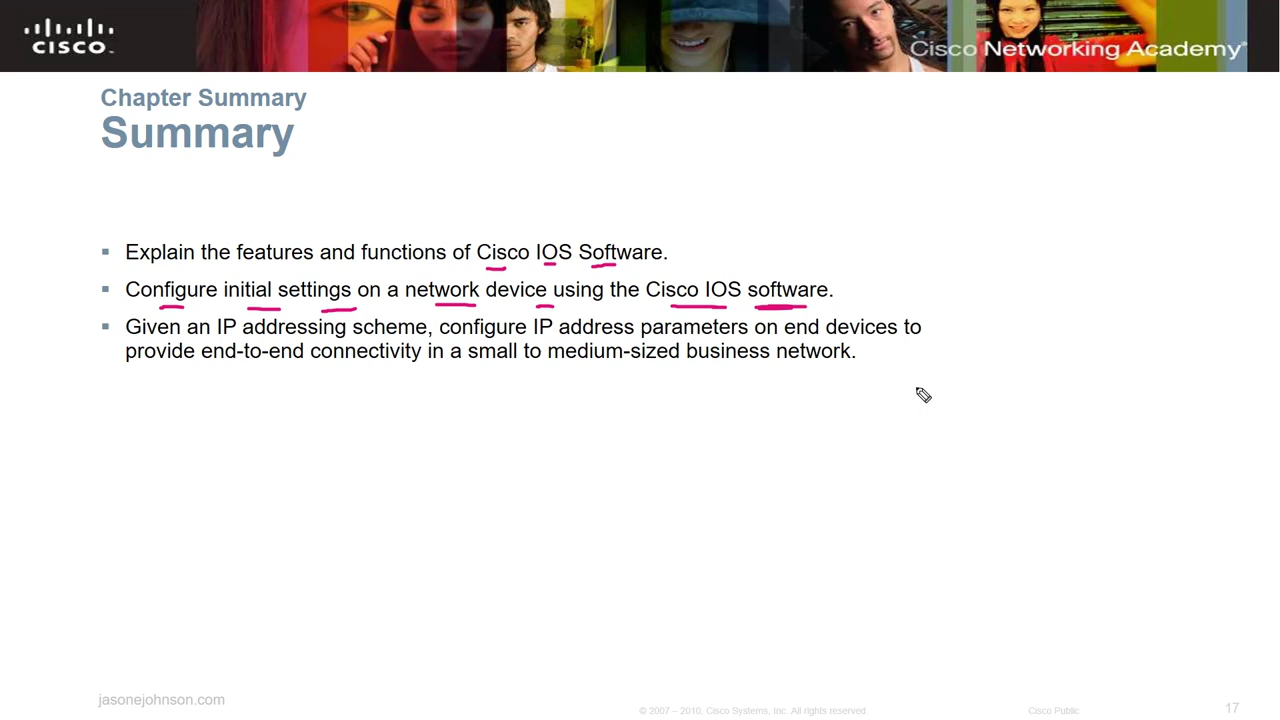 CISCO
Cisco Networking Academy
Chapter Summary
Summary
▪ Explain the features and functions of Cisco IOS Software.
▪ Configure initial settings on a network device using the Cisco IOS software.
▪ Given an IP addressing scheme, configure IP address parameters on end devices to
provide end-to-end connectivity in a small to medium-sized business network.
jasonejohnson.com
© 2007 – 2010, Cisco Systems, Inc. All rights reserved.
Cisco Public
17